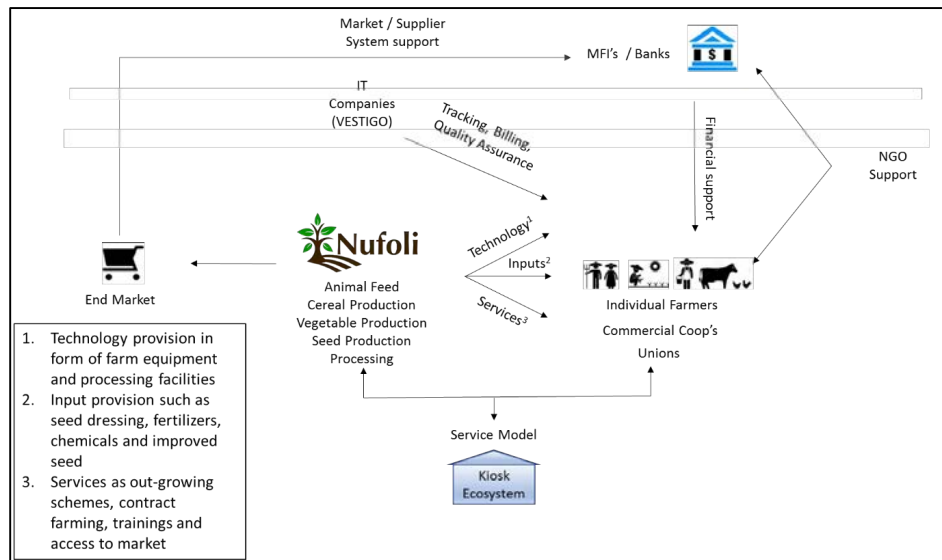 Market / Supplier
System support
MFI's / Banks
$
IT
Companies
(VESTIGO)
Tracking, Billing,
Quality Assurance
Financial support
NGO
Support
Nufoli
Technology1
Inputs2
Services3
End Market
Animal Feed
Cereal Production
Vegetable Production
Seed Production
Processing
Individual Farmers
Commercial Coop's
Unions
1. Technology provision in
form of farm equipment
and processing facilities
2. Input provision such as
seed dressing, fertilizers,
chemicals and improved
seed
3. Services as out-growing
schemes, contract
farming, trainings and
access to market
Service Model
Kiosk
Ecosystem